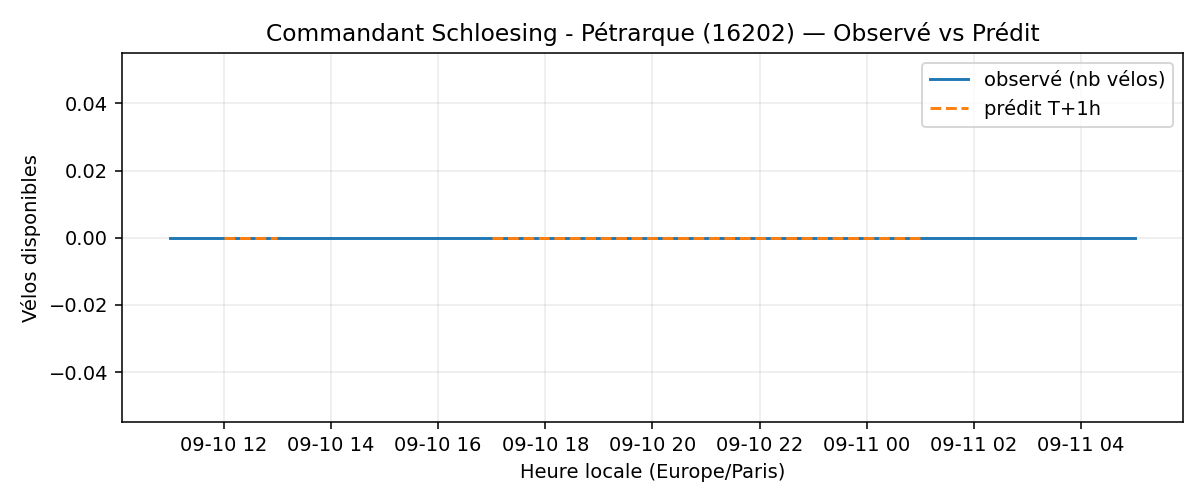 Commandant Schloesing - Pétrarque (16202) — Observé vs Prédit
observé (nb vélos)
prédit T+1h
Vélos disponibles
0.04
0.02
0.00
−0.02
−0.04
09-10 12 09-10 14 09-10 16 09-10 18 09-10 20 09-10 22 09-11 00 09-11 02 09-11 04
Heure locale (Europe/Paris)